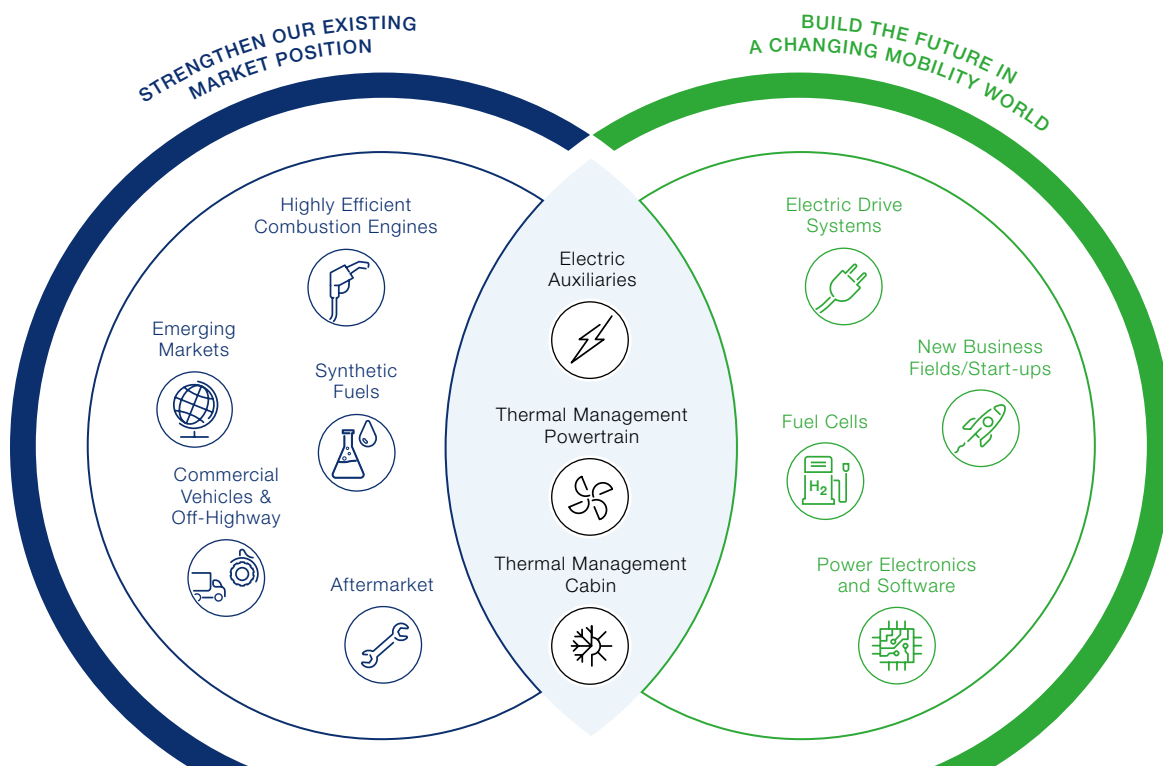 STRENGTHEN OUR EXISTING
MARKET POSITION
BUILD THE FUTURE IN
A CHANGING MOBILITY WORLD
Highly Efficient
Combustion Engines
Emerging
Markets
Synthetic
Fuels
Commercial
Vehicles &
Off-Highway
Aftermarket
Electric
Auxiliaries
Thermal Management
Powertrain
Thermal Management
Cabin
Electric Drive
Systems
New Business
Fields/Start-ups
Fuel Cells
H2
Power Electronics
and Software